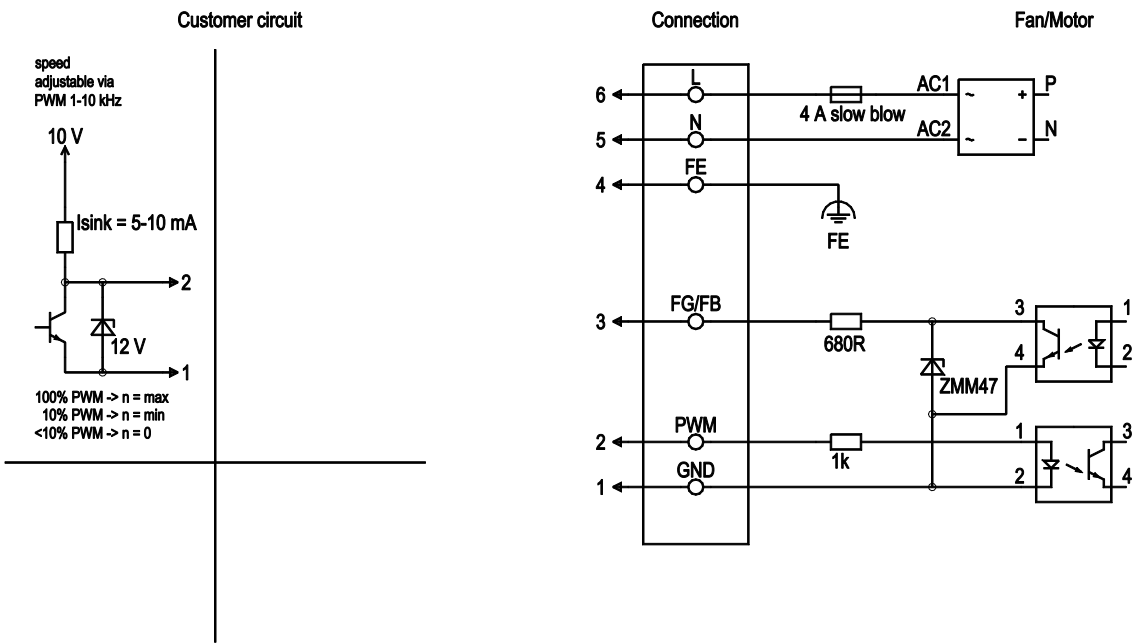 Customer circuit
Connection
Fan/Motor
speed
adjustable via
PWM 1-10 kHz
10 V
Isink = 5-10 mA
2
12 V
1
100% PWM -> n = max
10% PWM -> n = min
<10% PWM -> n = 0
6
L
4 A slow blow
AC1
~
+
P
5
N
AC2
~
–
N
4
FE
FE
3
FG/FB
680R
3
1
4
2
ZMM47
2
PWM
1k
1
3
1
GND
2
4